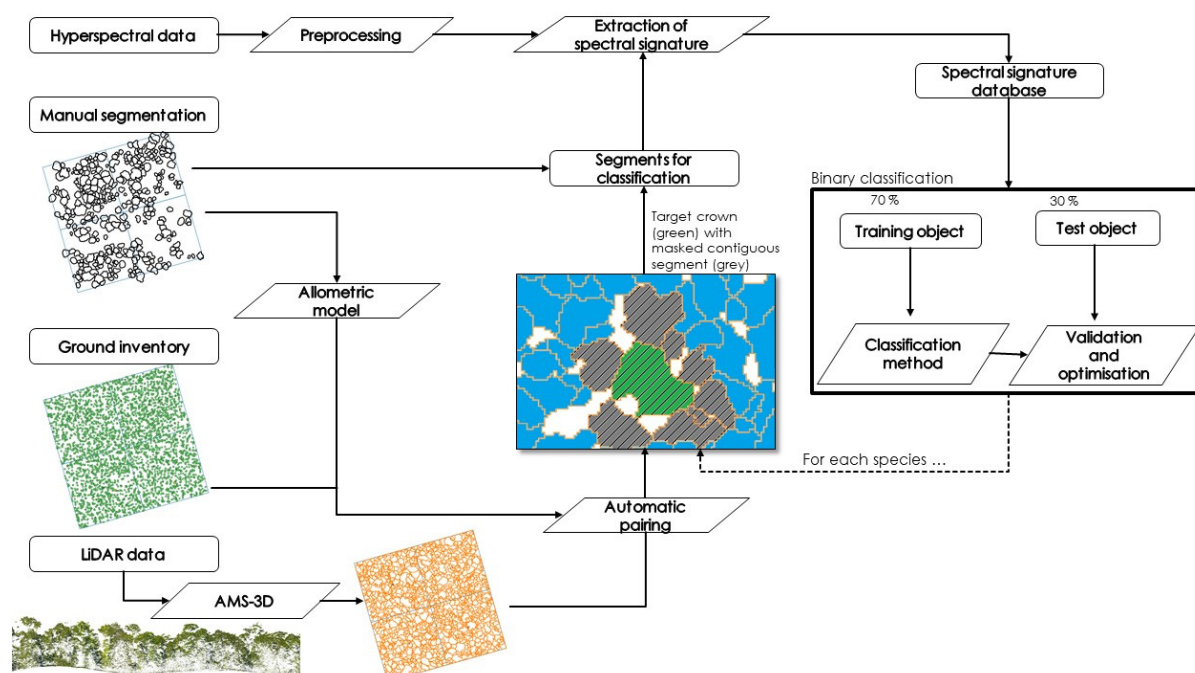 Hyperspectral data
Preprocessing
Extraction of
spectral signature
Spectral signature
database
Manual segmentation
Segments for
classification
Binary classification
70 %
30 %
Training object
Test object
Target crown
(green) with
masked contiguous
segment (grey)
Allometric
model
Classification
method
Validation
and
optimisation
Ground inventory
For each species ...
Automatic
pairing
LiDAR data
AMS-3D